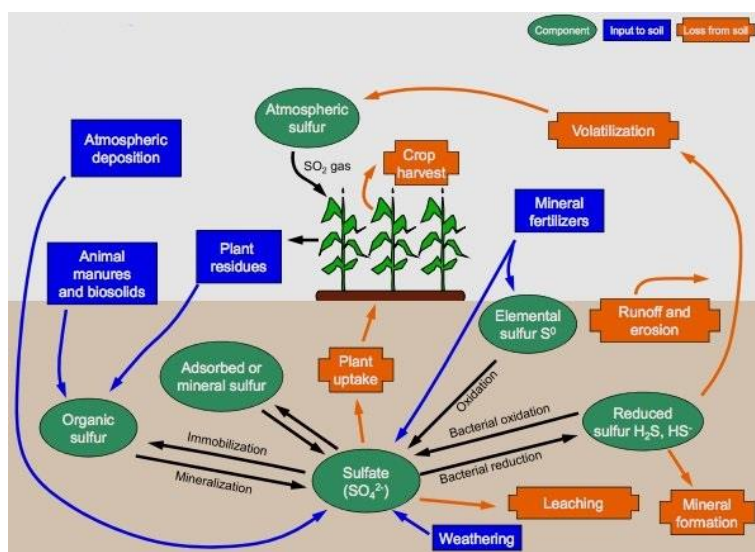 Component
Input to soil
Loss from soil
Atmospheric
sulfur
Volatilization
Atmospheric
deposition
SO₂ gas
Crop
harvest
Mineral
fertilizers
Animal
manures
and biosolids
Plant
residues
Elemental
sulfur S⁰
Runoff and
erosion
Adsorbed or
mineral sulfur
Plant
uptake
Oxidation
Organic
sulfur
Immobilization
Mineralization
Bacterial oxidation
Reduced
sulfur H₂S, HS⁻
Sulfate
(SO₄²⁻)
Bacterial reduction
Leaching
Mineral
formation
Weathering